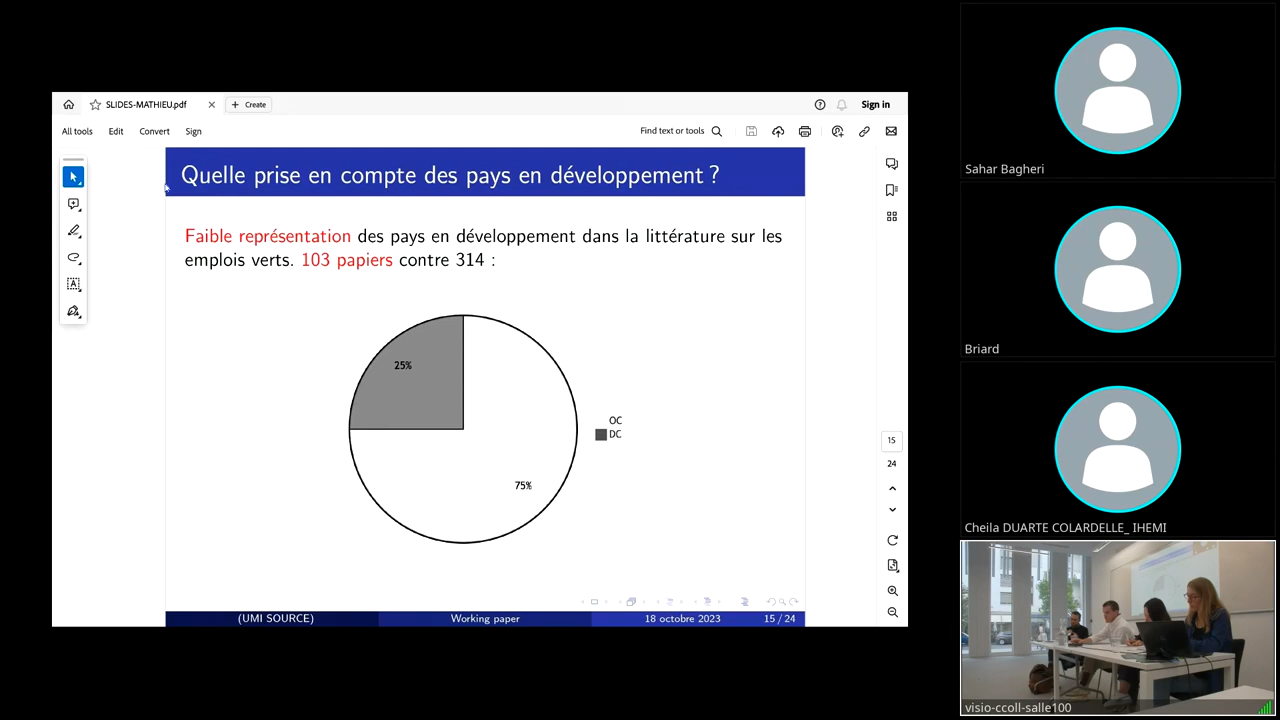 SLIDES-MATHIEU.pdf
Create
Sign in
All tools
Edit
Convert
Sign
Find text or tools
Quelle prise en compte des pays en développement ?
Faible représentation des pays en développement dans la littérature sur les
emplois verts. 103 papiers contre 314 :
25%
75%
OC
DC
15
24
(UMI SOURCE)
Working paper
18 octobre 2023
15 / 24
Sahar Bagheri
Briard
Cheila DUARTE COLARDELLE_ IHEMI
visio-ccoll-salle100